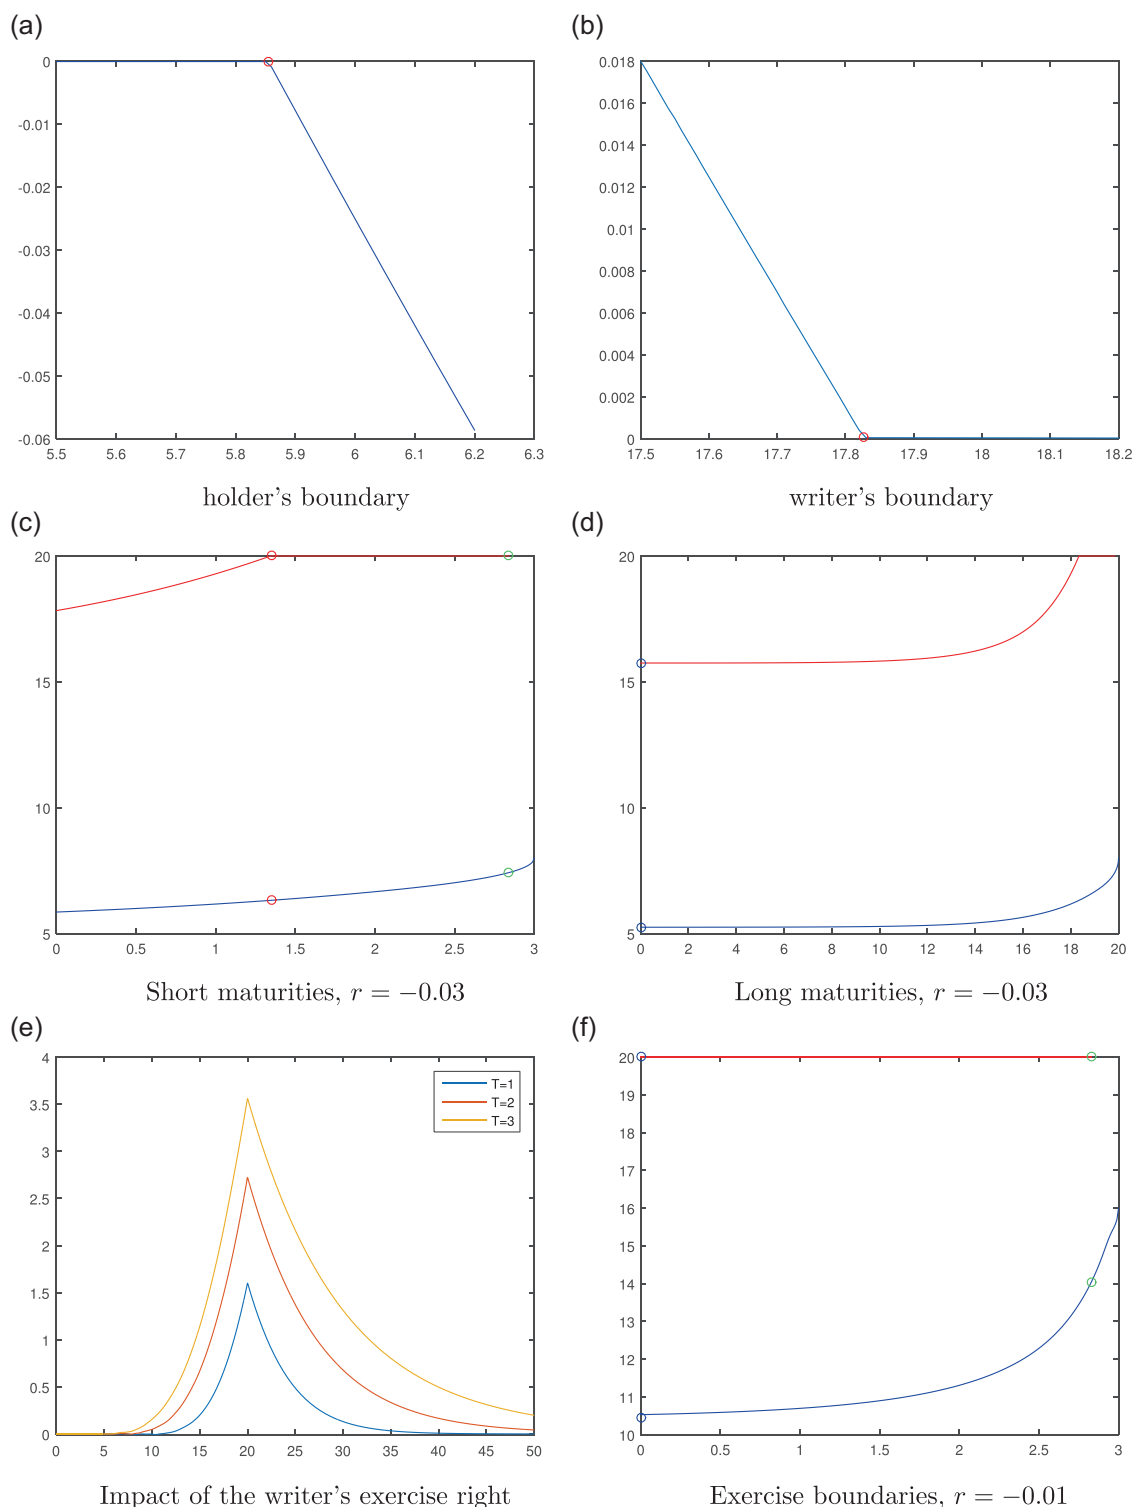 (a)
(b)
0
-0.01
-0.02
-0.03
-0.04
-0.05
-0.06
5.5 5.6 5.7 5.8 5.9 6 6.1 6.2 6.3
holder's boundary
0.018
0.016
0.014
0.012
0.01
0.008
0.006
0.004
0.002
0
17.5 17.6 17.7 17.8 17.9 18 18.1 18.2
writer's boundary
(c)
(d)
20
15
10
5
0 0.5 1 1.5 2 2.5 3
Short maturities, r = −0.03
20
15
10
5
0 2 4 6 8 10 12 14 16 18 20
Long maturities, r = −0.03
(e)
(f)
4
3.5
3
2.5
2
1.5
1
0.5
0
0 5 10 15 20 25 30 35 40 45 50
T=1
T=2
T=3
Impact of the writer's exercise right
20
19
18
17
16
15
14
13
12
11
10
0 0.5 1 1.5 2 2.5 3
Exercise boundaries, r = −0.01